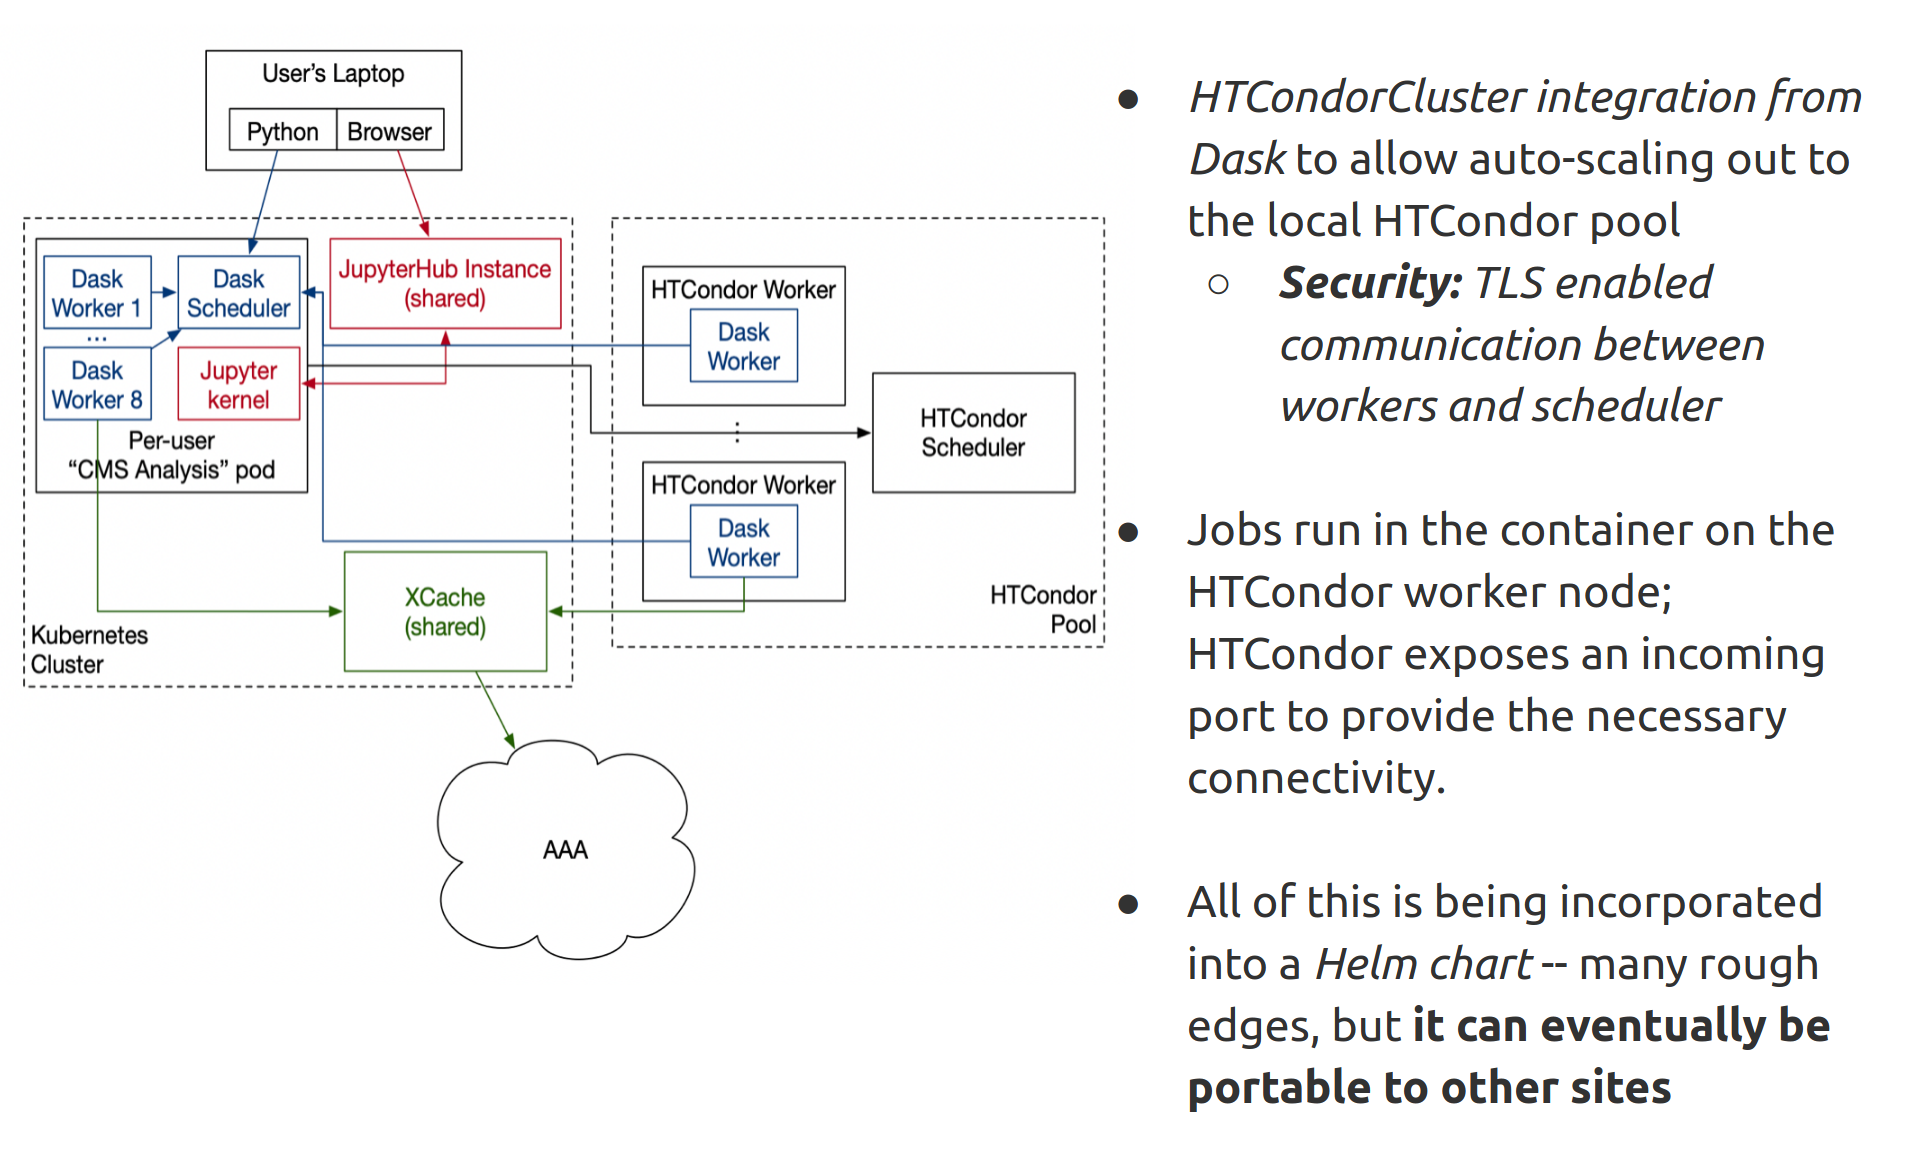 User's Laptop
Python
Browser
Dask
Worker 1
Dask
Scheduler
JupyterHub Instance
(shared)
...
Dask
Worker 8
Jupyter
kernel
Per-user
“CMS Analysis” pod
HTCondor Worker
Dask
Worker
HTCondor
Scheduler
HTCondor Worker
Dask
Worker
HTCondor
Pool
XCache
(shared)
Kubernetes
Cluster
AAA
● HTCondorCluster integration from
Dask to allow auto-scaling out to
the local HTCondor pool
○ Security: TLS enabled
communication between
workers and scheduler
● Jobs run in the container on the
HTCondor worker node;
HTCondor exposes an incoming
port to provide the necessary
connectivity.
● All of this is being incorporated
into a Helm chart -- many rough
edges, but it can eventually be
portable to other sites